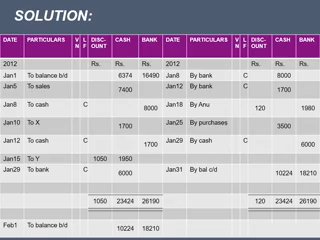 SOLUTION:
DATE PARTICULARS V N L F DISC-OUNT CASH BANK DATE PARTICULARS V N L F DISC-OUNT CASH BANK
2012 Rs. Rs. Rs. 2012 Rs. Rs. Rs.
Jan1 To balance b/d 6374 16490 Jan8 By bank C 8000
Jan5 To sales 7400 Jan12 By bank C 1700
Jan8 To cash C 8000 Jan18 By Anu 120 1980
Jan10 To X 1700 Jan25 By purchases 3500
Jan12 To cash C 1700 Jan29 By cash C 6000
Jan15 To Y 1050 1950
Jan29 To bank C 6000 Jan31 By bal c/d 10224 18210
1050 23424 26190 120 23424 26190
Feb1 To balance b/d 10224 18210